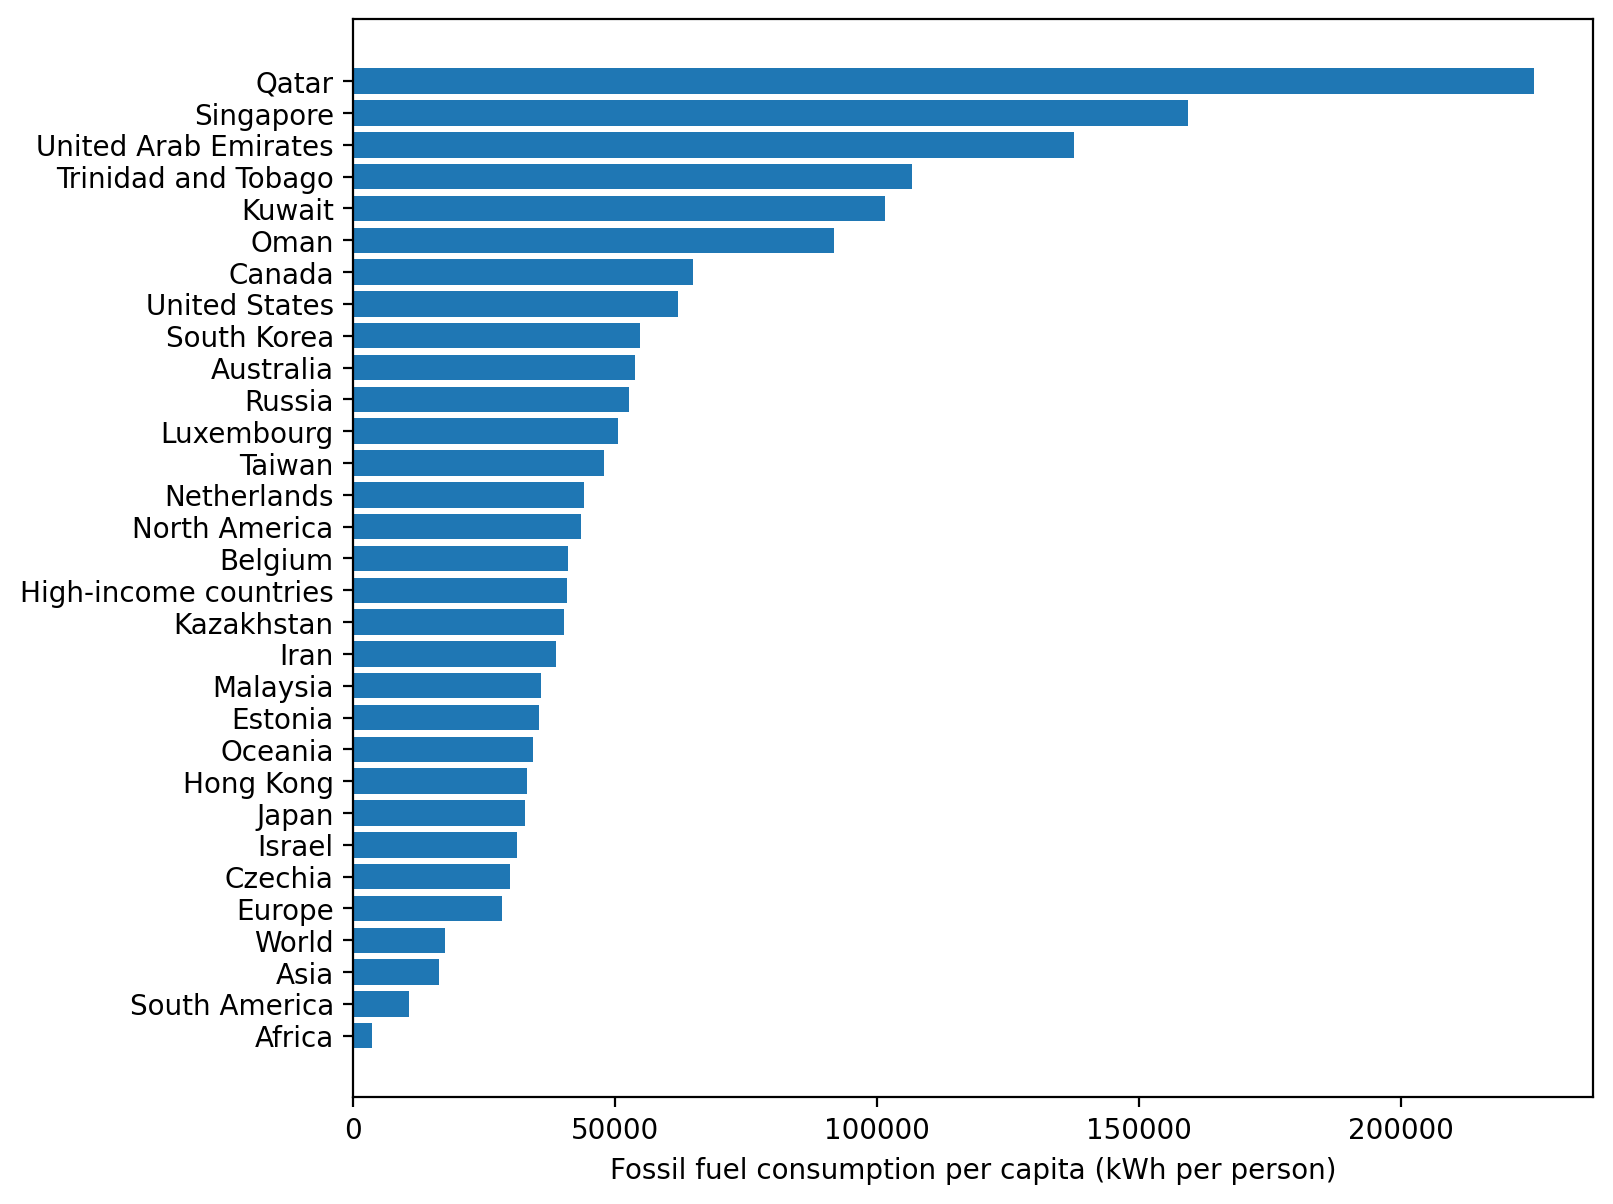 Qatar
Singapore
United Arab Emirates
Trinidad and Tobago
Kuwait
Oman
Canada
United States
South Korea
Australia
Russia
Luxembourg
Taiwan
Netherlands
North America
Belgium
High-income countries
Kazakhstan
Iran
Malaysia
Estonia
Oceania
Hong Kong
Japan
Israel
Czechia
Europe
World
Asia
South America
Africa
0 50000 100000 150000 200000
Fossil fuel consumption per capita (kWh per person)